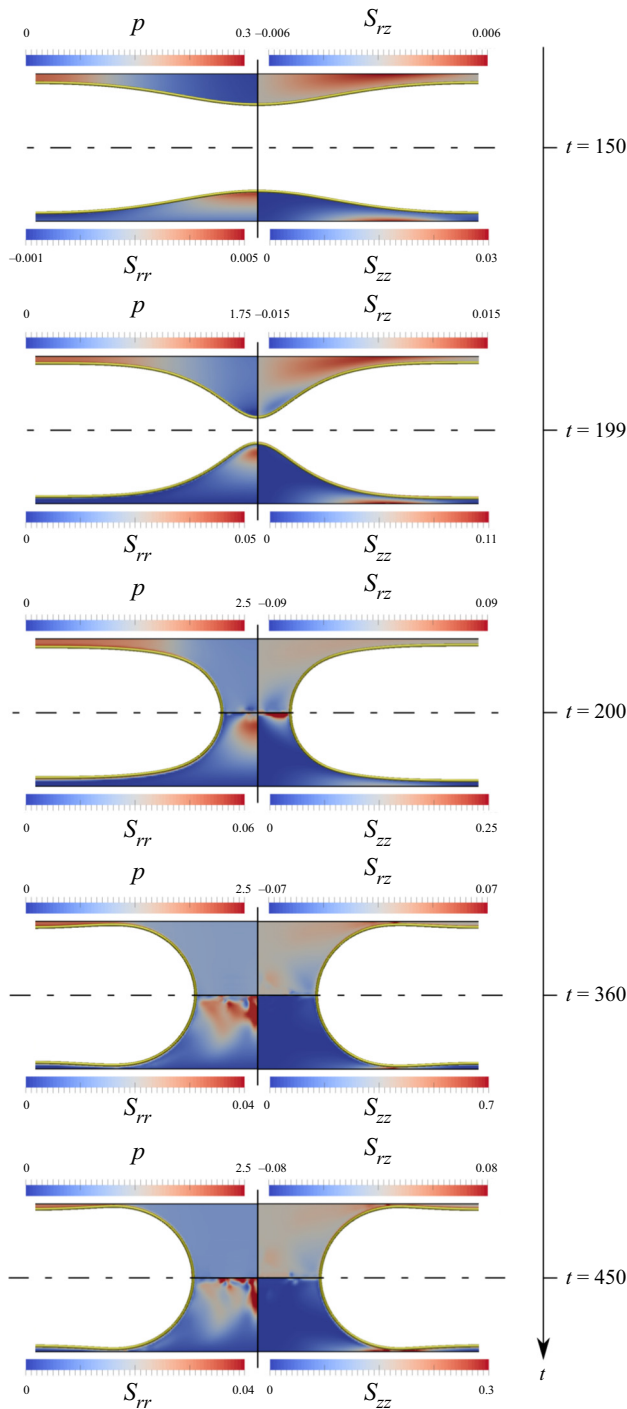 p S_rz
0 0.3 −0.006 0.006
t = 150
−0.001 0.005 0 0.03
S_rr S_zz
p S_rz
0 1.75 −0.015 0.015
t = 199
0 0.05 0 0.11
S_rr S_zz
p S_rz
0 2.5 −0.09 0.09
t = 200
0 0.06 0 0.25
S_rr S_zz
p S_rz
0 2.5 −0.07 0.07
t = 360
0 0.04 0 0.7
S_rr S_zz
p S_rz
0 2.5 −0.08 0.08
t = 450
0 0.04 0 0.3
S_rr S_zz
t